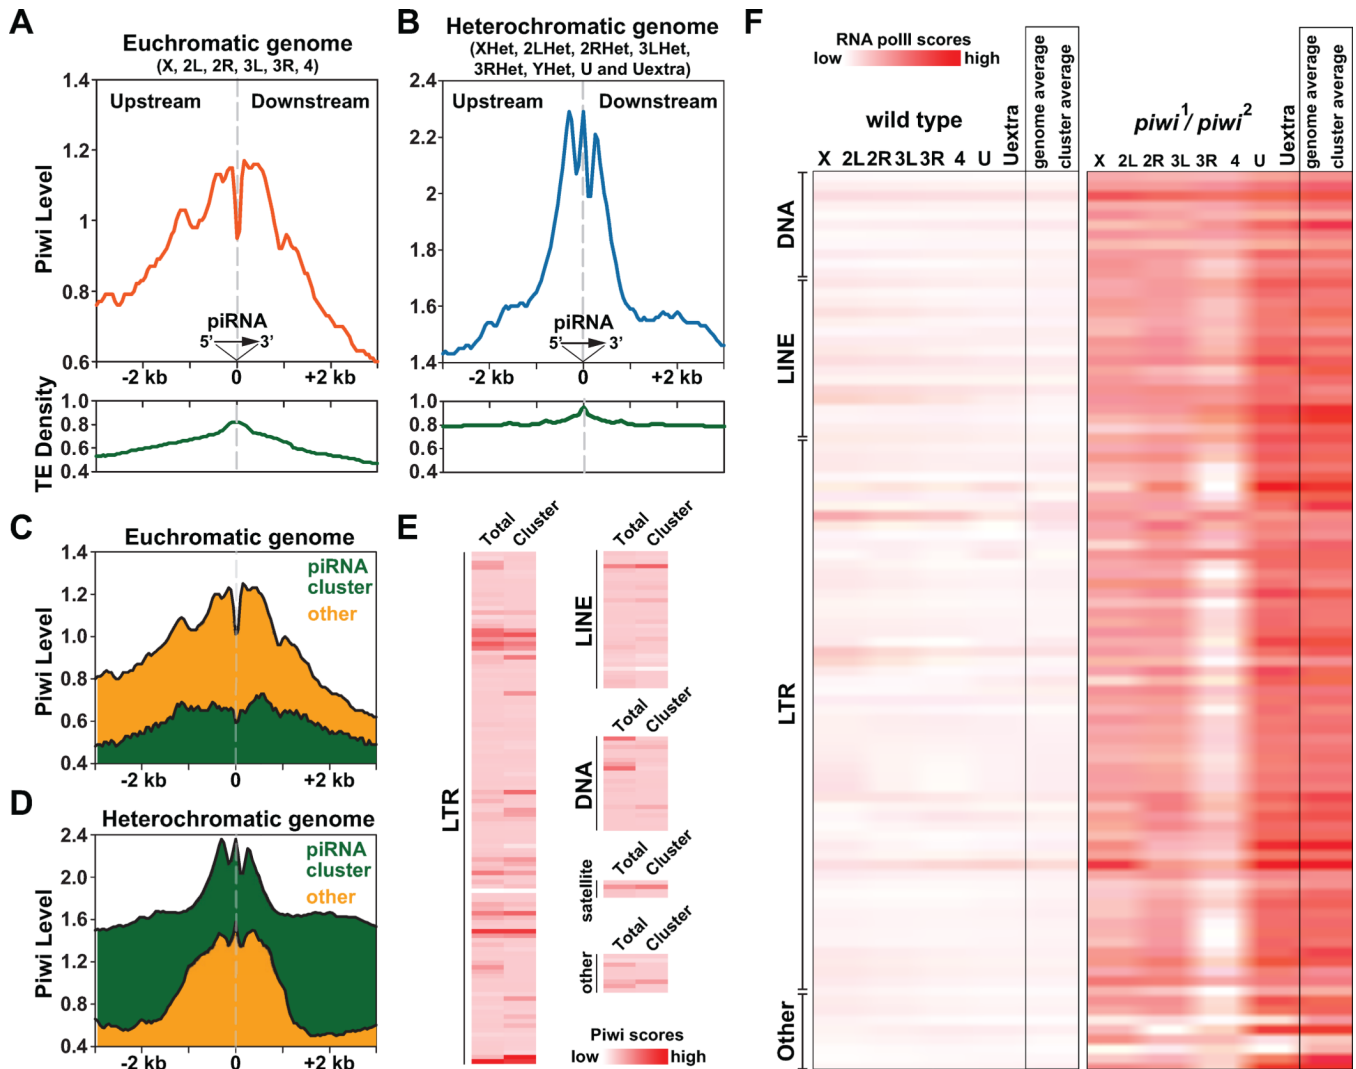 A
Euchromatic genome
(X, 2L, 2R, 3L, 3R, 4)
1.4
1.2
1
0.8
0.6
Piwi Level
Upstream
Downstream
piRNA
5’
3’
-2 kb
0
+2 kb
TE Density
1.0
0.8
0.6
0.4
B
Heterochromatic genome
(XHet, 2LHet, 2RHet, 3LHet,
3RHet, YHet, U and Uextra)
2.4
2.2
2
1.8
1.6
1.4
Upstream
Downstream
piRNA
5’
3’
-2 kb
0
+2 kb
1.0
0.8
0.6
0.4
C
Euchromatic genome
1.4
1.2
1.0
0.8
0.6
0.4
Piwi Level
piRNA
cluster
other
-2 kb
0
+2 kb
D
Heterochromatic genome
2.4
2.0
1.6
1.2
0.8
0.4
Piwi Level
piRNA
cluster
other
-2 kb
0
+2 kb
E
Total
Cluster
LTR
Total
Cluster
LINE
Total
Cluster
DNA
Total
Cluster
satellite
Total
Cluster
other
Piwi scores
low
high
F
RNA polII scores
low
high
wild type
X 2L 2R 3L 3R 4 U Uextra
genome average
cluster average
piwi1/ piwi2
X 2L 2R 3L 3R 4 U Uextra
genome average
cluster average
DNA
LINE
LTR
Other